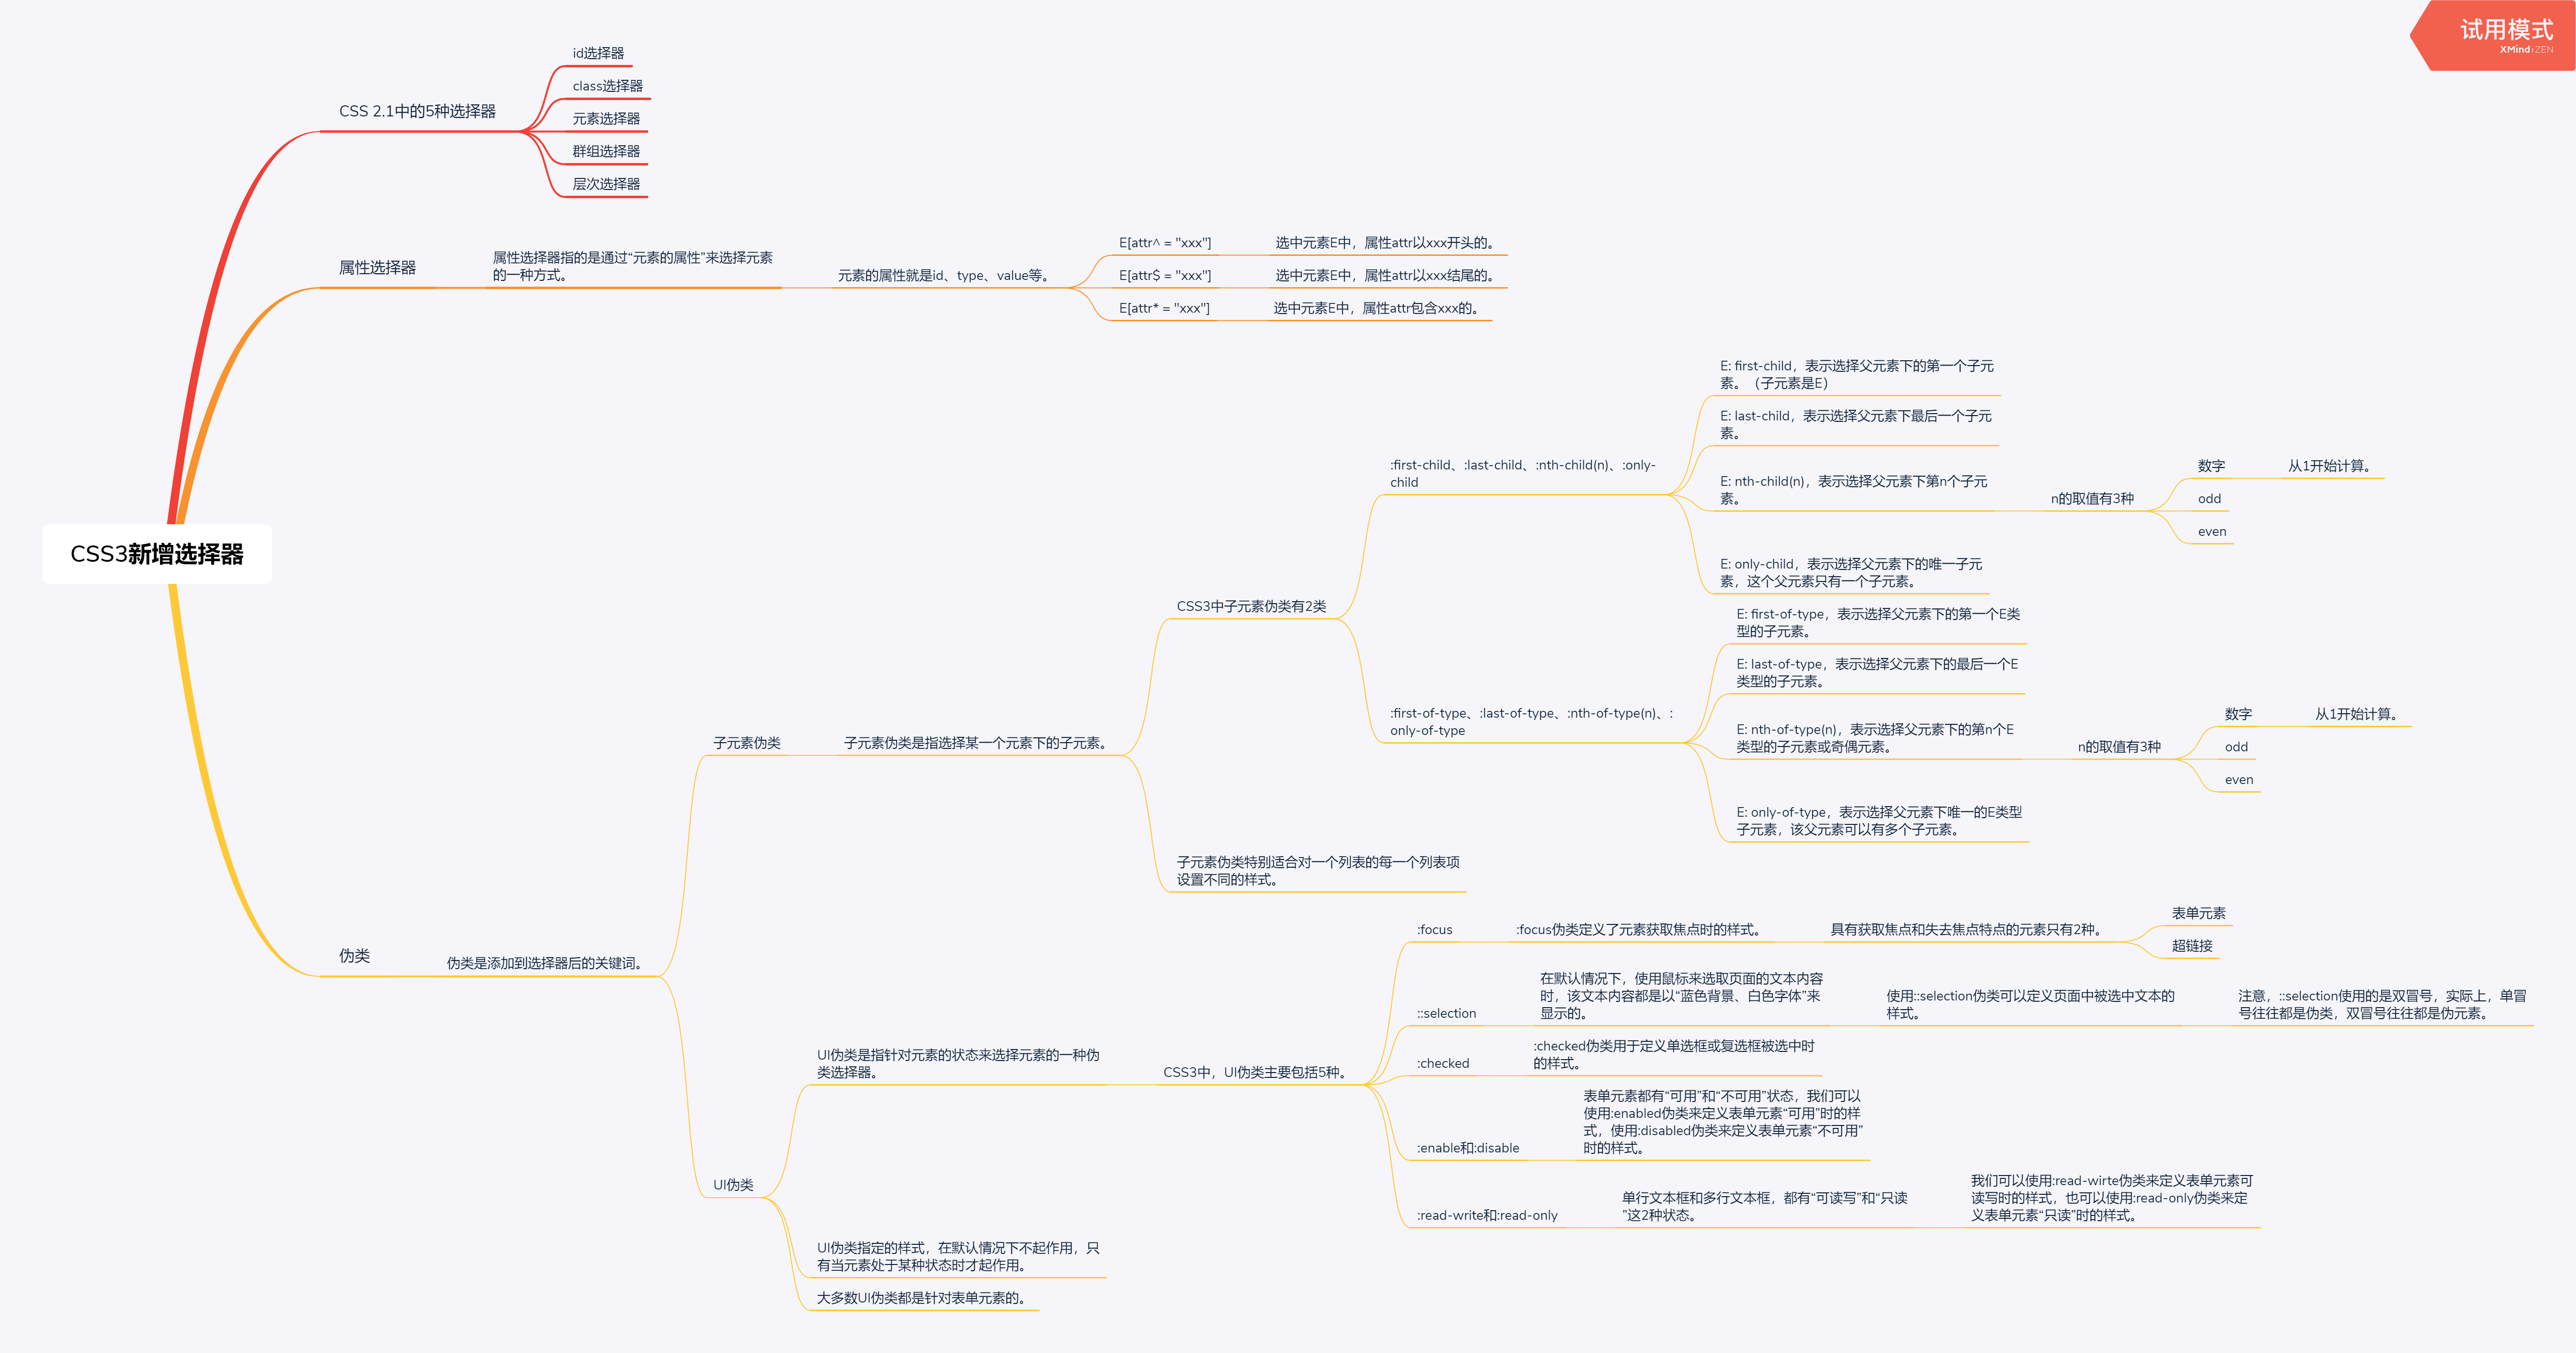 试用模式
XMind:ZEN
CSS3新增选择器
CSS 2.1中的5种选择器
id选择器
class选择器
元素选择器
群组选择器
层次选择器
属性选择器
属性选择器指的是通过“元素的属性”来选择元素
的一种方式。
元素的属性就是id、type、value等。
E[attr^ = "xxx"]
选中元素E中，属性attr以xxx开头的。
E[attr$ = "xxx"]
选中元素E中，属性attr以xxx结尾的。
E[attr* = "xxx"]
选中元素E中，属性attr包含xxx的。
伪类
伪类是添加到选择器后的关键词。
子元素伪类
子元素伪类是指选择某一个元素下的子元素。
CSS3中子元素伪类有2类
:first-child、:last-child、:nth-child(n)、:only-
child
E: first-child，表示选择父元素下的第一个子元
素。（子元素是E）
E: last-child，表示选择父元素下最后一个子元
素。
E: nth-child(n)，表示选择父元素下第n个子元
素。
n的取值有3种
数字
从1开始计算。
odd
even
E: only-child，表示选择父元素下的唯一子元
素，这个父元素只有一个子元素。
:first-of-type、:last-of-type、:nth-of-type(n)、:
only-of-type
E: first-of-type，表示选择父元素下的第一个E类
型的子元素。
E: last-of-type，表示选择父元素下的最后一个E
类型的子元素。
E: nth-of-type(n)，表示选择父元素下的第n个E
类型的子元素或奇偶元素。
n的取值有3种
数字
从1开始计算。
odd
even
E: only-of-type，表示选择父元素下唯一的E类型
子元素，该父元素可以有多个子元素。
子元素伪类特别适合对一个列表的每一个列表项
设置不同的样式。
UI伪类
UI伪类是指针对元素的状态来选择元素的一种伪
类选择器。
CSS3中，UI伪类主要包括5种。
:focus
:focus伪类定义了元素获取焦点时的样式。
具有获取焦点和失去焦点特点的元素只有2种。
表单元素
超链接
::selection
在默认情况下，使用鼠标来选取页面的文本内容
时，该文本内容都是以“蓝色背景、白色字体”来
显示的。
使用::selection伪类可以定义页面中被选中文本的
样式。
注意，::selection使用的是双冒号，实际上，单冒
号往往都是伪类，双冒号往往都是伪元素。
:checked
:checked伪类用于定义单选框或复选框被选中时
的样式。
:enable和:disable
表单元素都有“可用”和“不可用”状态，我们可以
使用:enabled伪类来定义表单元素“可用”时的样
式，使用:disabled伪类来定义表单元素“不可用”
时的样式。
:read-write和:read-only
单行文本框和多行文本框，都有“可读写”和“只读
”这2种状态。
我们可以使用:read-wirte伪类来定义表单元素可
读写时的样式，也可以使用:read-only伪类来定
义表单元素“只读”时的样式。
UI伪类指定的样式，在默认情况下不起作用，只
有当元素处于某种状态时才起作用。
大多数UI伪类都是针对表单元素的。